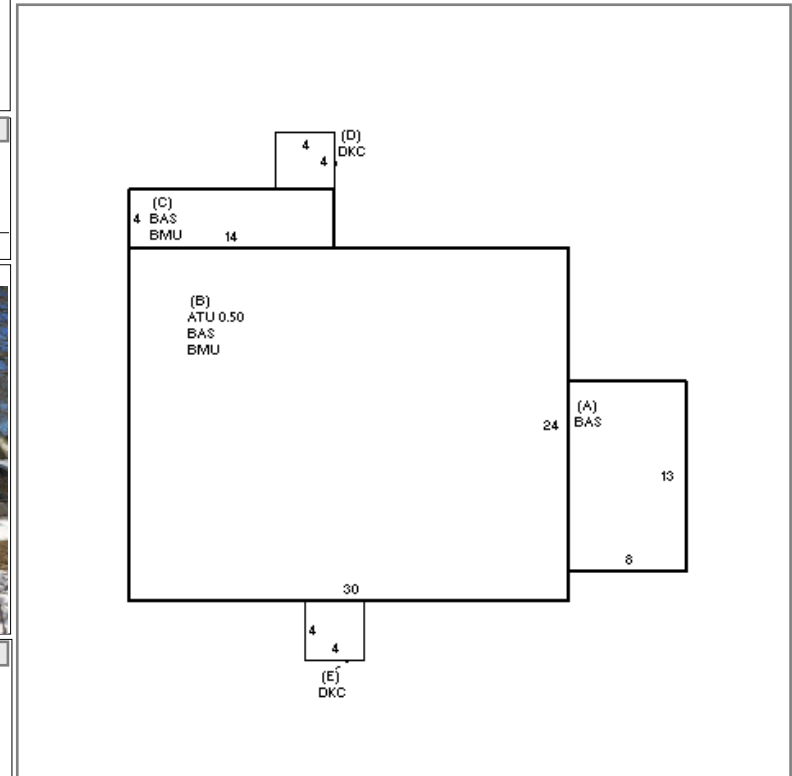 4
(D)
DKC
4
(C)
4 BAS
BMU 14
(B)
ATU 0.50
BAS
BMU
(A)
24 BAS
13
8
30
4
4
(E)
DKC